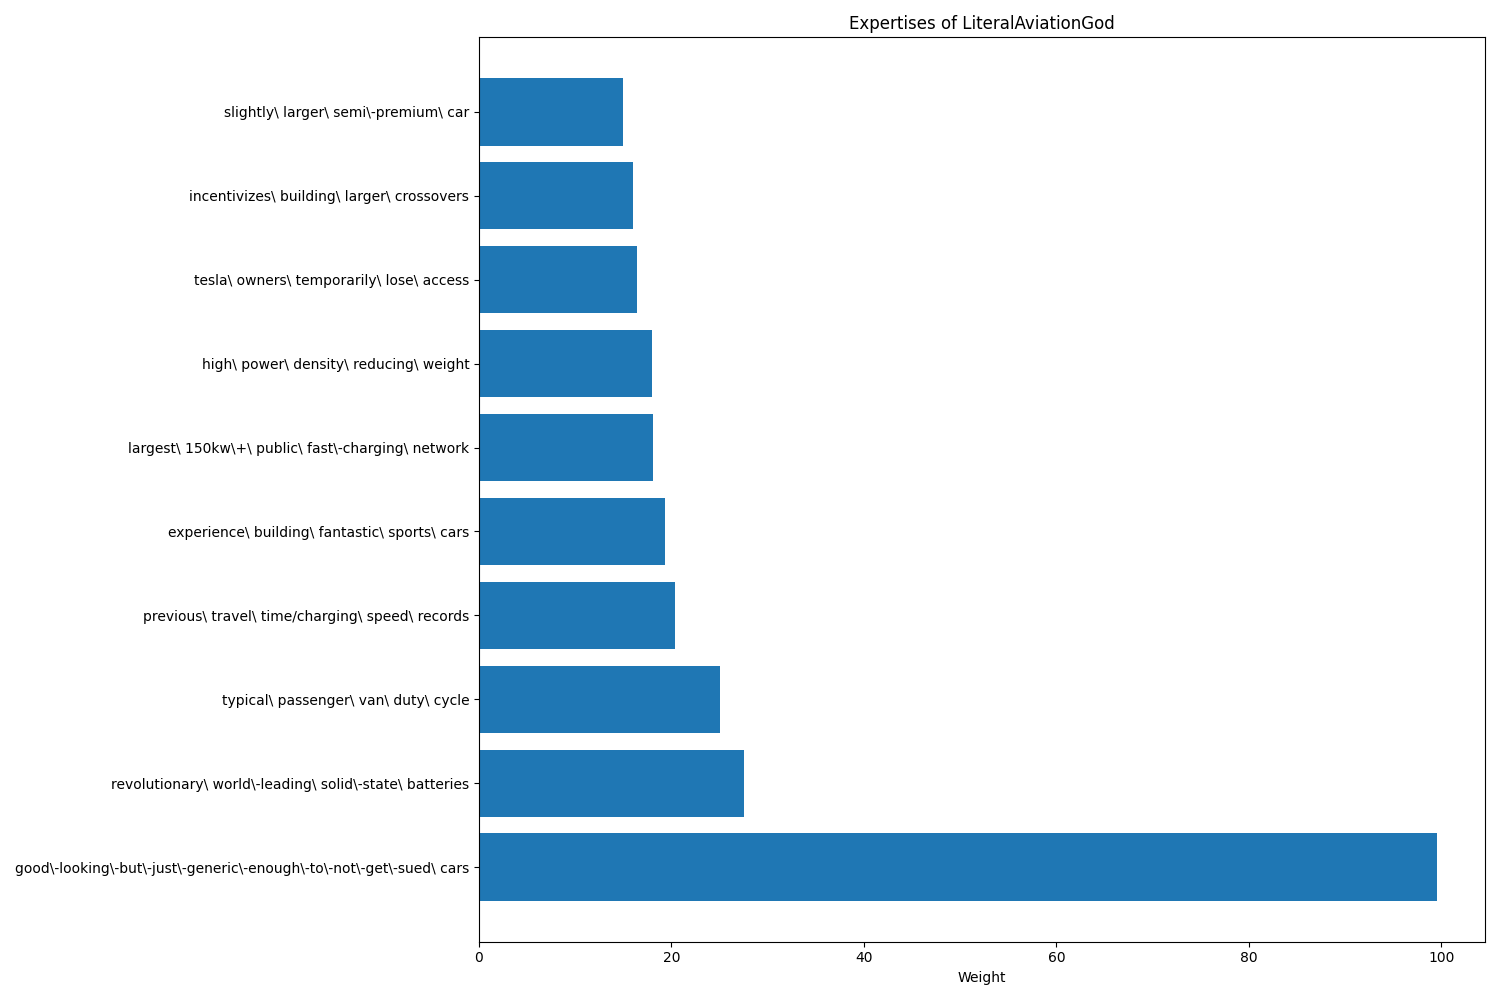 Expertises of LiteralAviationGod
slightly\ larger\ semi\-premium\ car
incentivizes\ building\ larger\ crossovers
tesla\ owners\ temporarily\ lose\ access
high\ power\ density\ reducing\ weight
largest\ 150kw\+\ public\ fast\-charging\ network
experience\ building\ fantastic\ sports\ cars
previous\ travel\ time/charging\ speed\ records
typical\ passenger\ van\ duty\ cycle
revolutionary\ world\-leading\ solid\-state\ batteries
good\-looking\-but\-just\-generic\-enough\-to\-not\-get\-sued\ cars
0 20 40 60 80 100
Weight